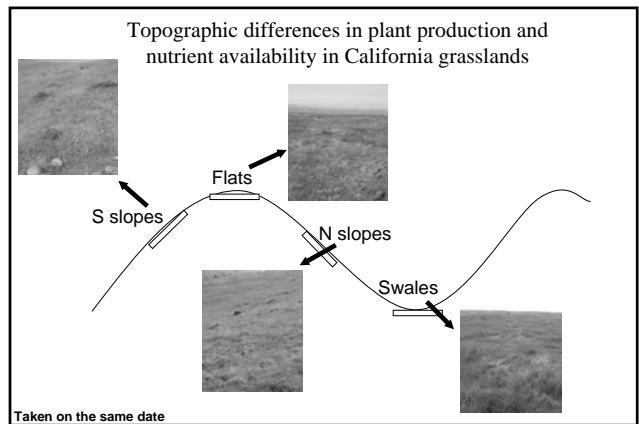 Topographic differences in plant production and
nutrient availability in California grasslands
Flats
S slopes
N slopes
Swales
Taken on the same date